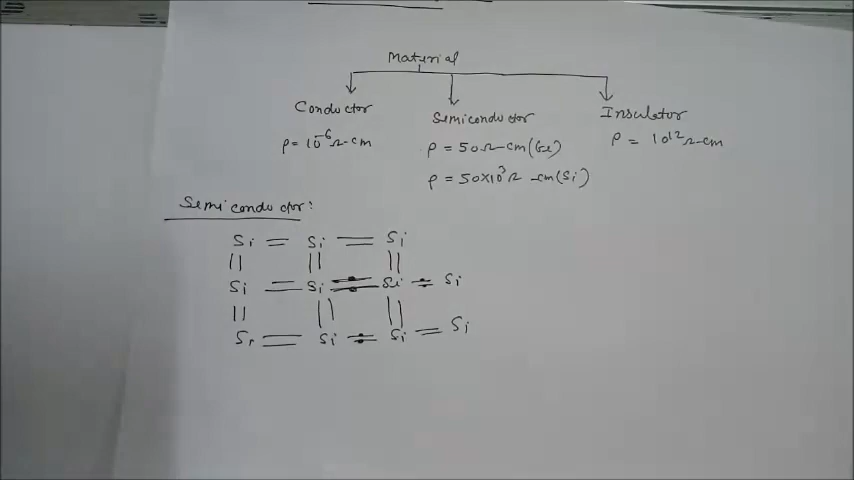 Material
Conductor Semiconductor Insulator
ρ = 10⁻⁶ Ω-cm ρ = 50 Ω-cm (Ge) ρ = 10¹² Ω-cm
ρ = 50×10³ Ω-cm (Si)
Semiconductor:
Si = Si = Si
|| || ||
Si = Si = Si = Si
|| || ||
Si = Si = Si = Si